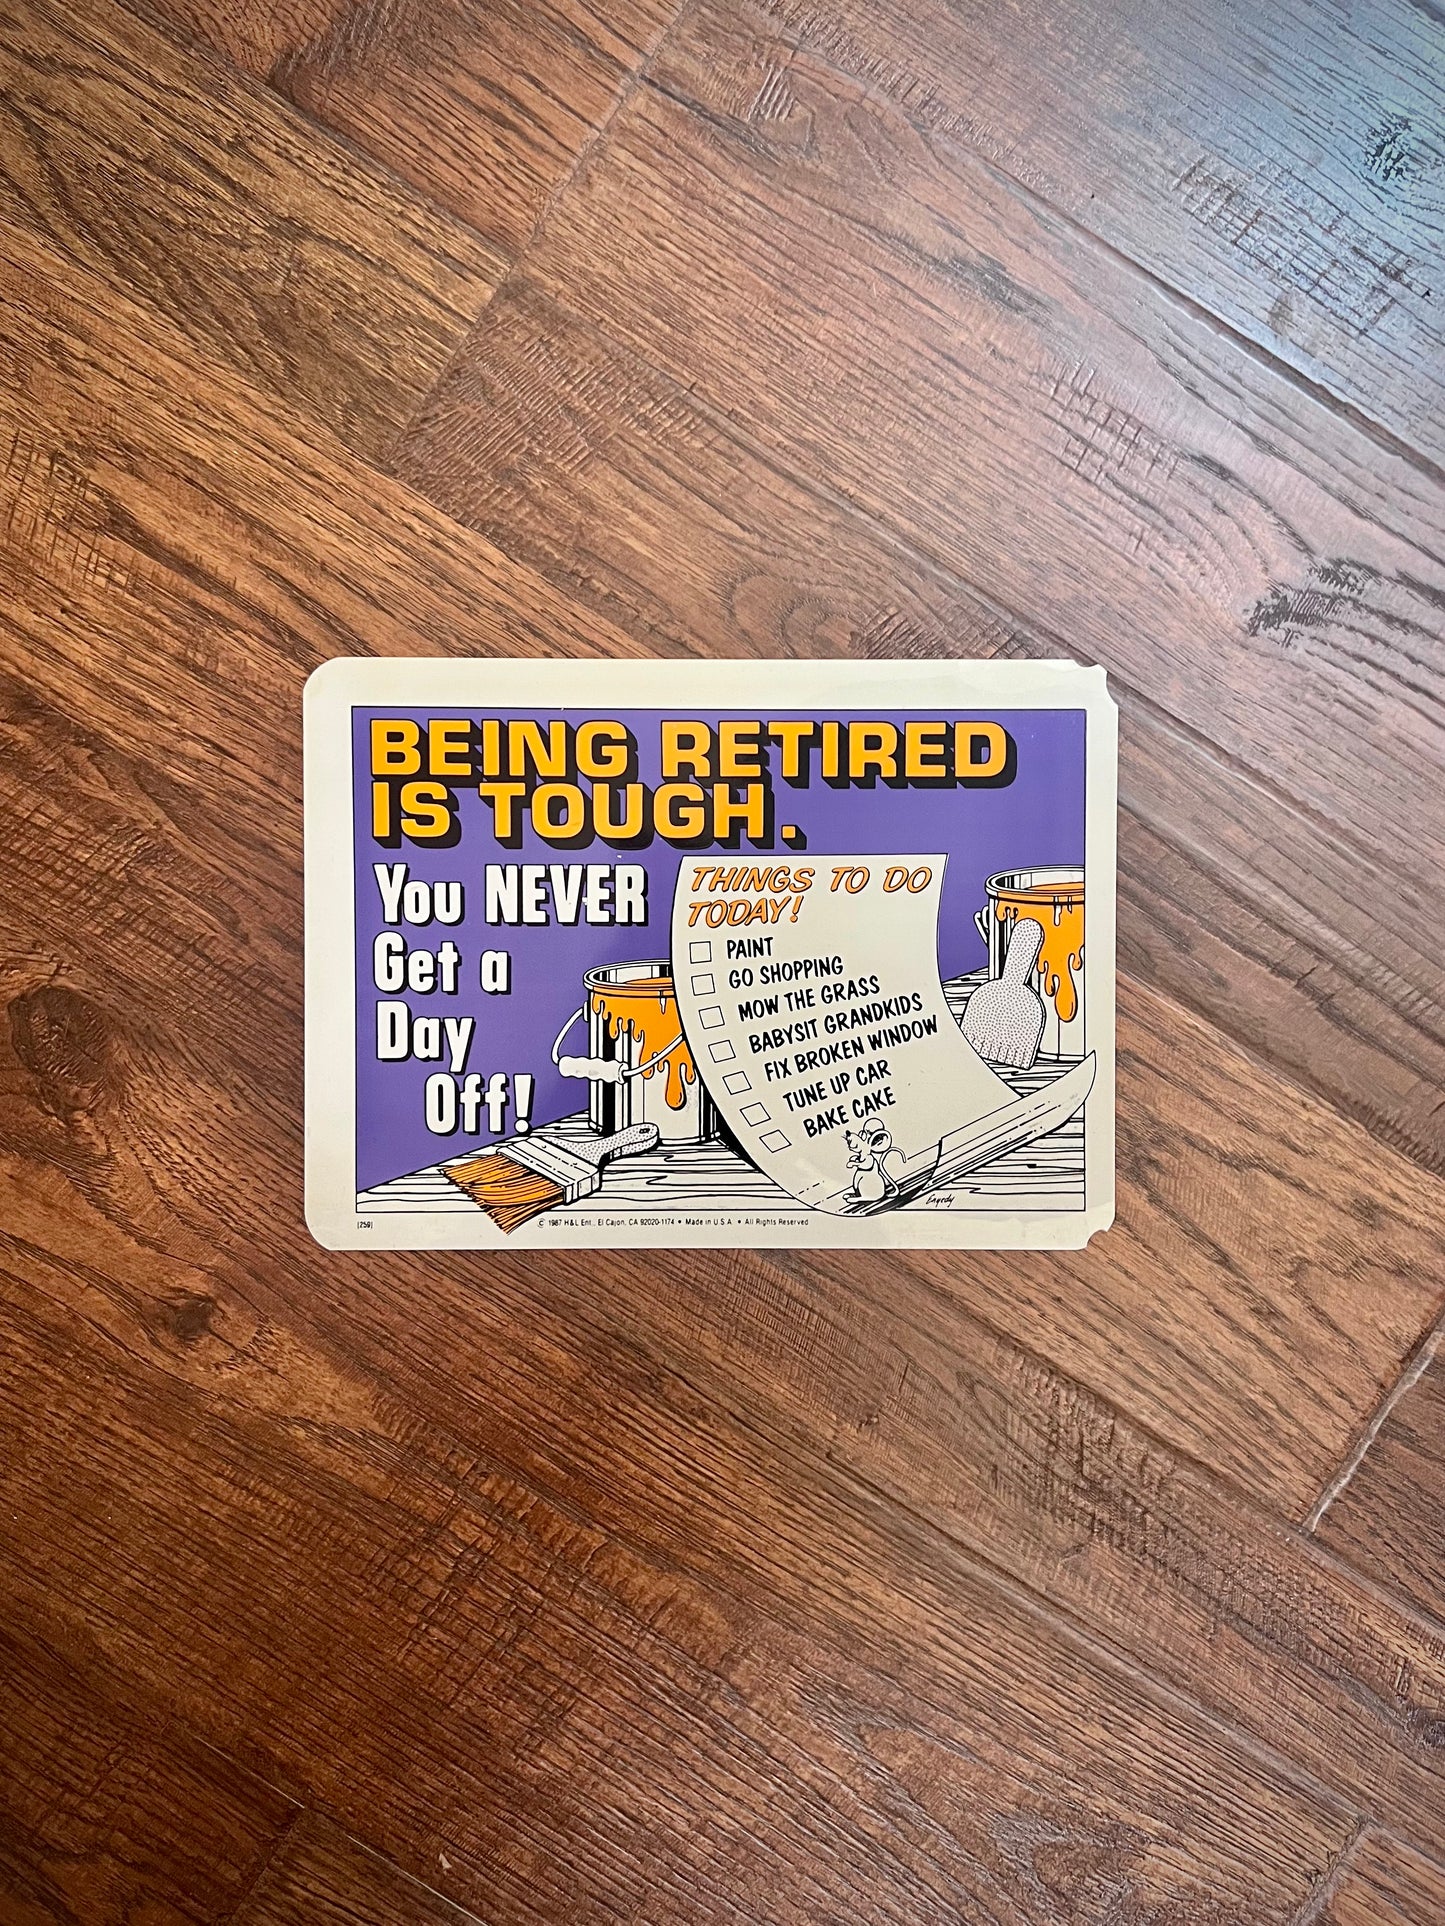 BEING RETIRED
IS TOUGH.
You NEVER
Get a
Day
Off!
THINGS TO DO
TODAY!
PAINT
GO SHOPPING
MOW THE GRASS
BABYSIT GRANDKIDS
FIX BROKEN WINDOW
TUNE UP CAR
BAKE CAKE
[259]
© 1987 H&L Ent., El Cajon, CA 92020-1174 • Made in U.S.A. • All Rights Reserved